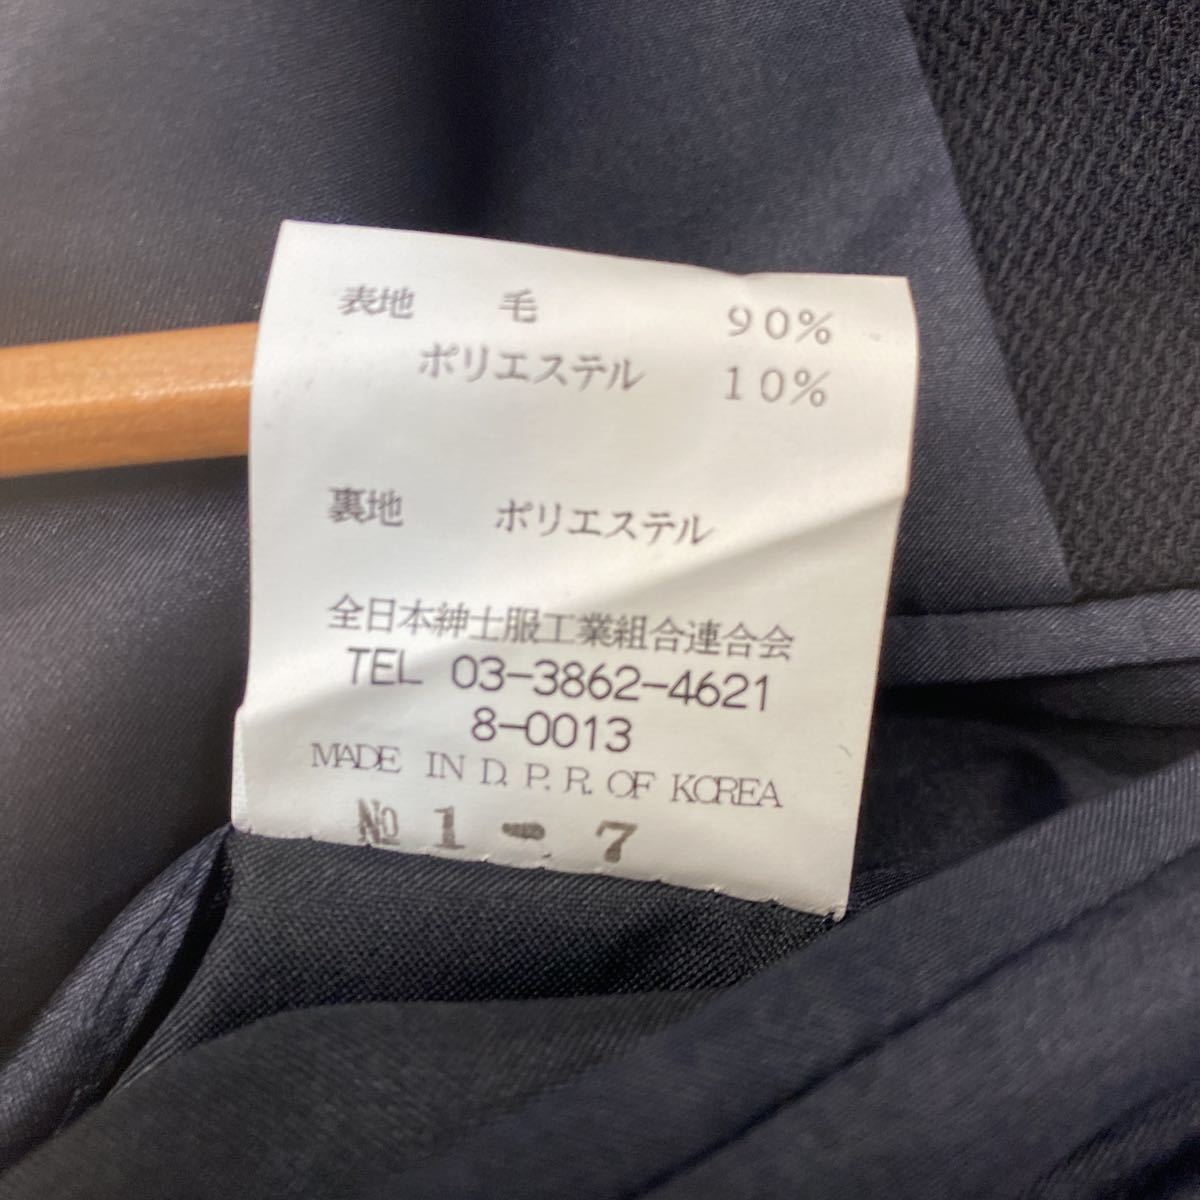 表地 毛 90%
ポリエステル 10%
裏地 ポリエステル
全日本紳士服工業組合連合会
TEL 03-3862-4621
8-0013
MADE IN D.P.R. OF KOREA
№ 1 - 7